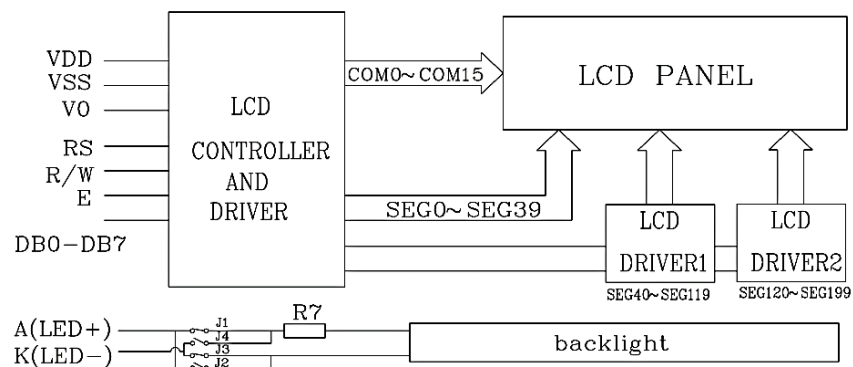 VDD
VSS
VO
RS
R/W
E
DB0-DB7
LCD
CONTROLLER
AND
DRIVER
COM0~COM15
LCD PANEL
SEG0~SEG39
LCD
DRIVER1
SEG40~SEG119
LCD
DRIVER2
SEG120~SEG199
A(LED+)
K(LED-)
J1
J4
J3
J2
R7
backlight